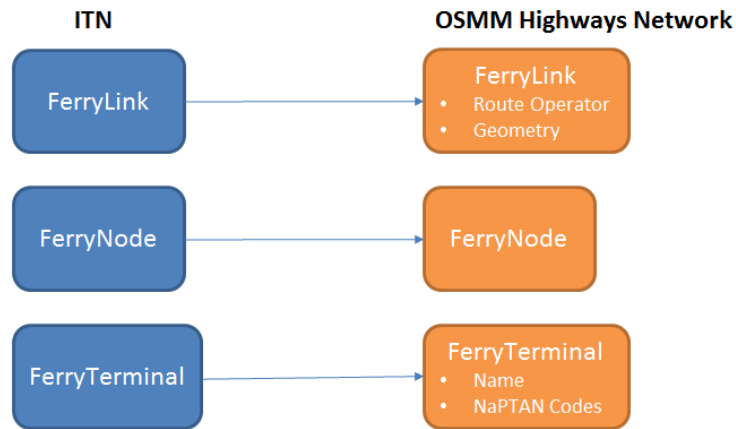 ITN
OSMM Highways Network
FerryLink
FerryLink
• Route Operator
• Geometry
FerryNode
FerryNode
FerryTerminal
FerryTerminal
• Name
• NaPTAN Codes